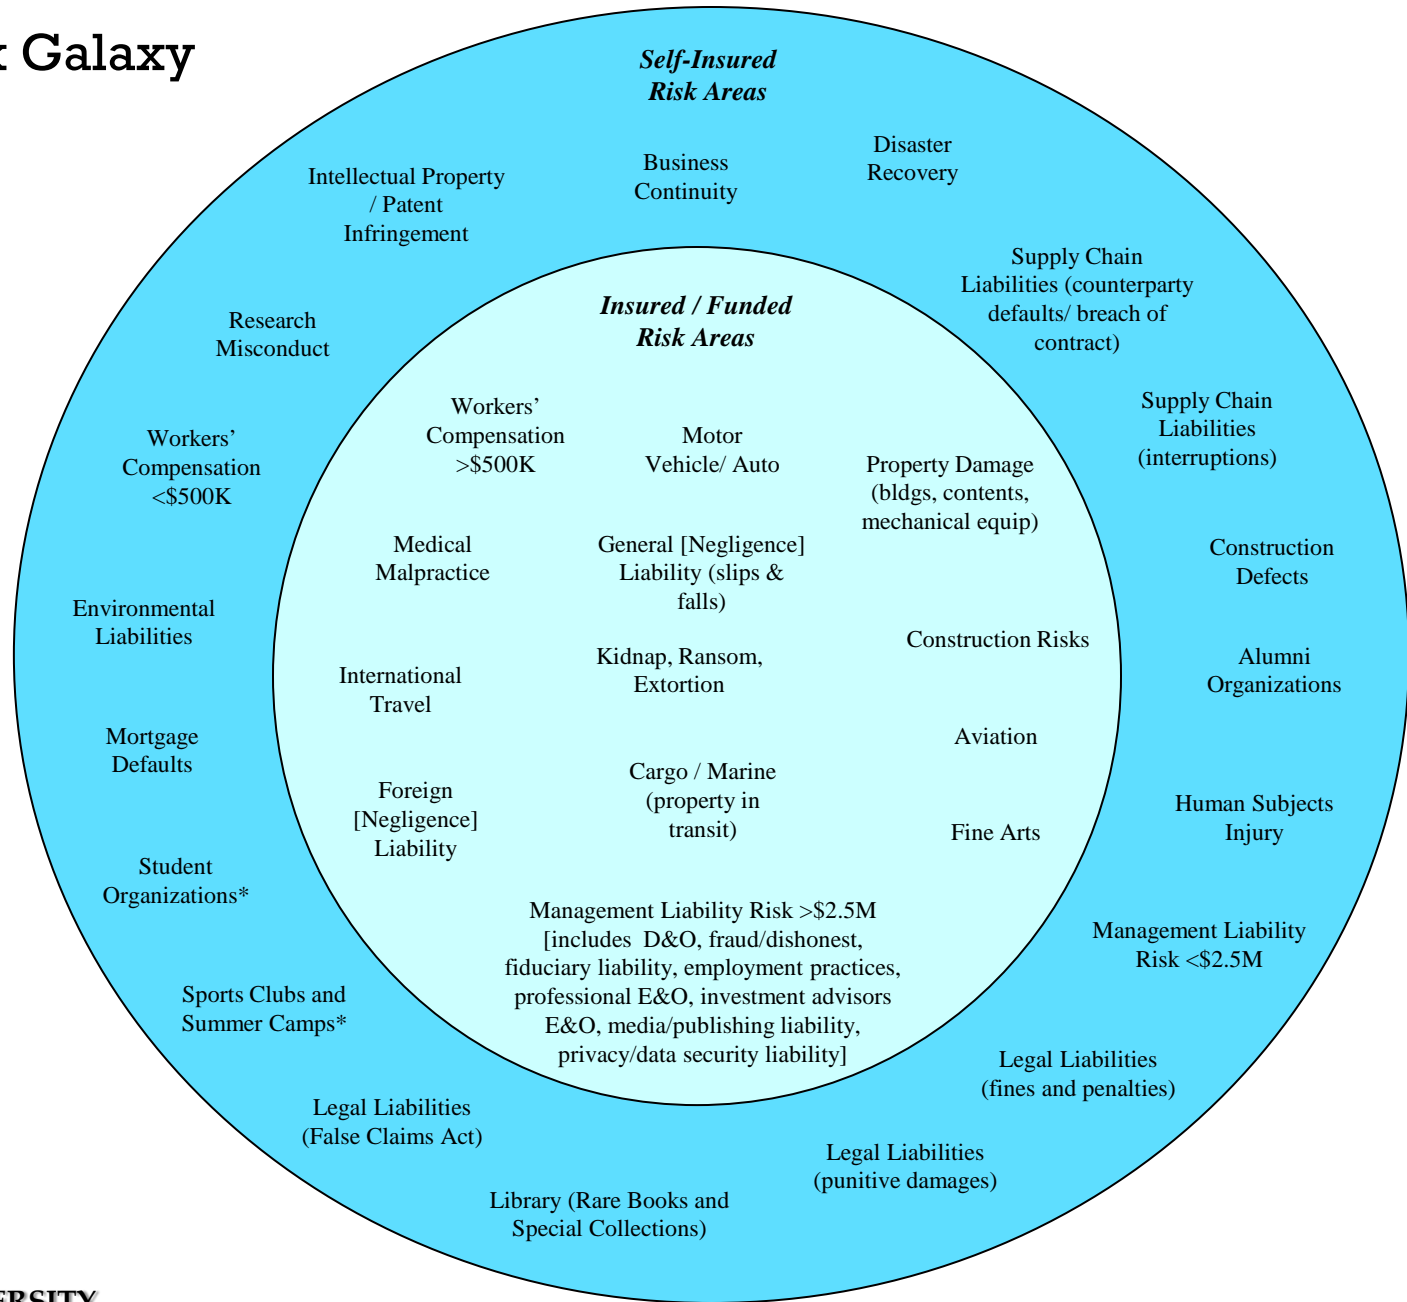 Galaxy
Self-Insured
Risk Areas
Disaster
Recovery
Business
Continuity
Intellectual Property
/ Patent
Infringement
Supply Chain
Liabilities (counterparty
defaults/ breach of
contract)
Research
Misconduct
Insured / Funded
Risk Areas
Supply Chain
Liabilities
(interruptions)
Workers'
Compensation
<$500K
Workers’
Compensation
>$500K
Motor
Vehicle/ Auto
Property Damage
(bldgs, contents,
mechanical equip)
Medical
Malpractice
General [Negligence]
Liability (slips &
falls)
Construction
Defects
Environmental
Liabilities
Construction Risks
International
Travel
Kidnap, Ransom,
Extortion
Alumni
Organizations
Mortgage
Defaults
Aviation
Foreign
[Negligence]
Liability
Cargo / Marine
(property in
transit)
Fine Arts
Human Subjects
Injury
Student
Organizations*
Management Liability Risk >$2.5M
[includes  D&O, fraud/dishonest,
fiduciary liability, employment practices,
professional E&O, investment advisors
E&O, media/publishing liability,
privacy/data security liability]
Management Liability
Risk <$2.5M
Sports Clubs and
Summer Camps*
Legal Liabilities
(fines and penalties)
Legal Liabilities
(False Claims Act)
Legal Liabilities
(punitive damages)
Library (Rare Books and
Special Collections)